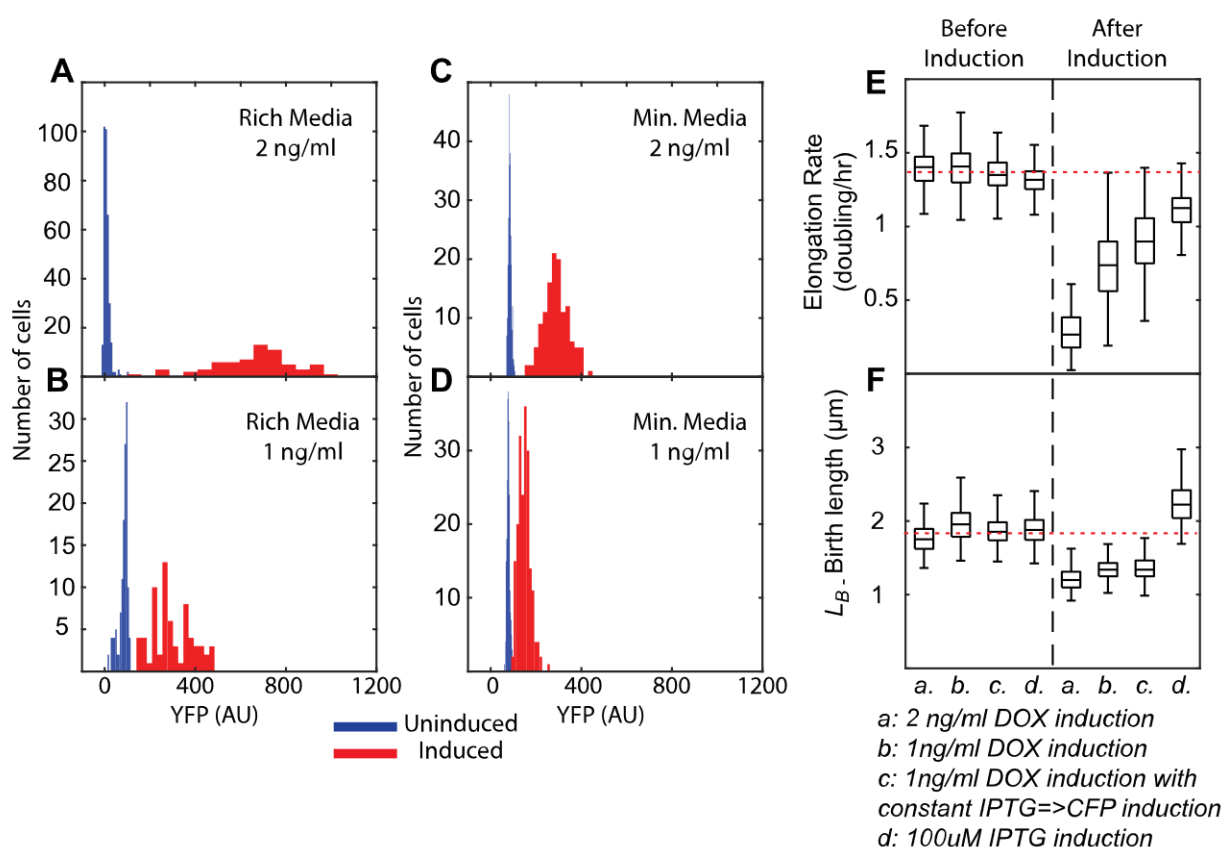 A
Rich Media
2 ng/ml
100
80
60
40
20
Number of cells
B
Rich Media
1 ng/ml
30
25
20
15
10
5
0 400 800 1200
YFP (AU)
C
Min. Media
2 ng/ml
40
30
20
10
Number of cells
D
Min. Media
1 ng/ml
30
20
10
0 400 800 1200
YFP (AU)
Uninduced
Induced
Before
Induction
After
Induction
E
Elongation Rate
(doubling/hr)
1.5
1
0.5
F
L_B - Birth length (μm)
3
2
1
a. b. c. d. a. b. c. d.
a: 2 ng/ml DOX induction
b: 1ng/ml DOX induction
c: 1ng/ml DOX induction with
constant IPTG=>CFP induction
d: 100uM IPTG induction